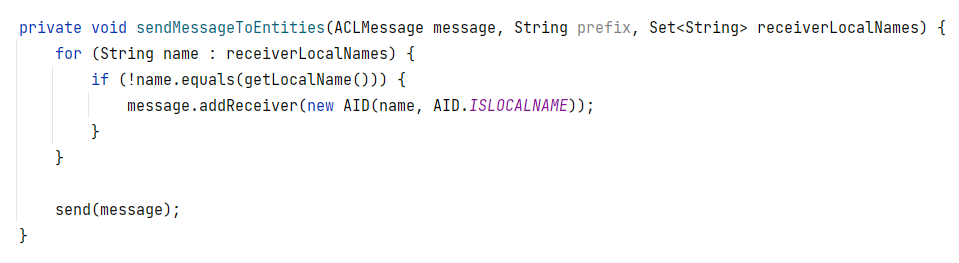 private void sendMessageToEntities(ACLMessage message, String prefix, Set<String> receiverLocalNames) {
    for (String name : receiverLocalNames) {
        if (!name.equals(getLocalName())) {
            message.addReceiver(new AID(name, AID.ISLOCALNAME));
        }
    }

    send(message);
}